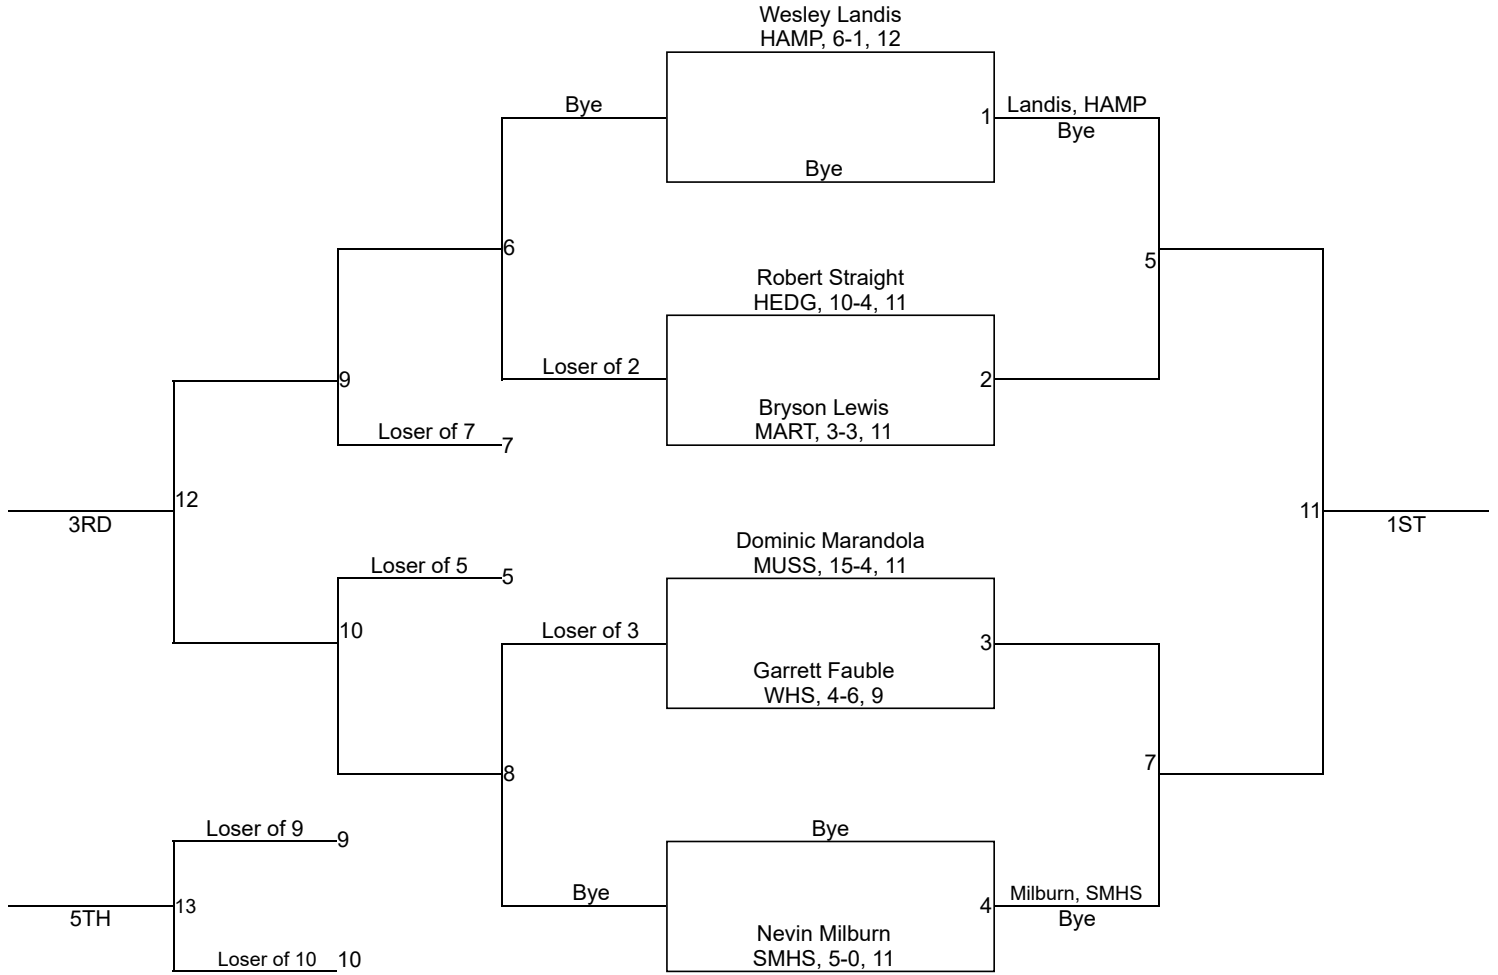 Wesley Landis
HAMP, 6-1, 12
Bye
1
Landis, HAMP
Bye
Bye
6
5
Robert Straight
HEDG, 10-4, 11
Loser of 2
2
9
Bryson Lewis
MART, 3-3, 11
Loser of 7
7
12
3RD
11
1ST
Dominic Marandola
MUSS, 15-4, 11
Loser of 5
5
10
Loser of 3
3
Garrett Fauble
WHS, 4-6, 9
8
7
Loser of 9
9
Bye
Bye
4
Milburn, SMHS
Bye
13
5TH
Nevin Milburn
SMHS, 5-0, 11
Loser of 10
10